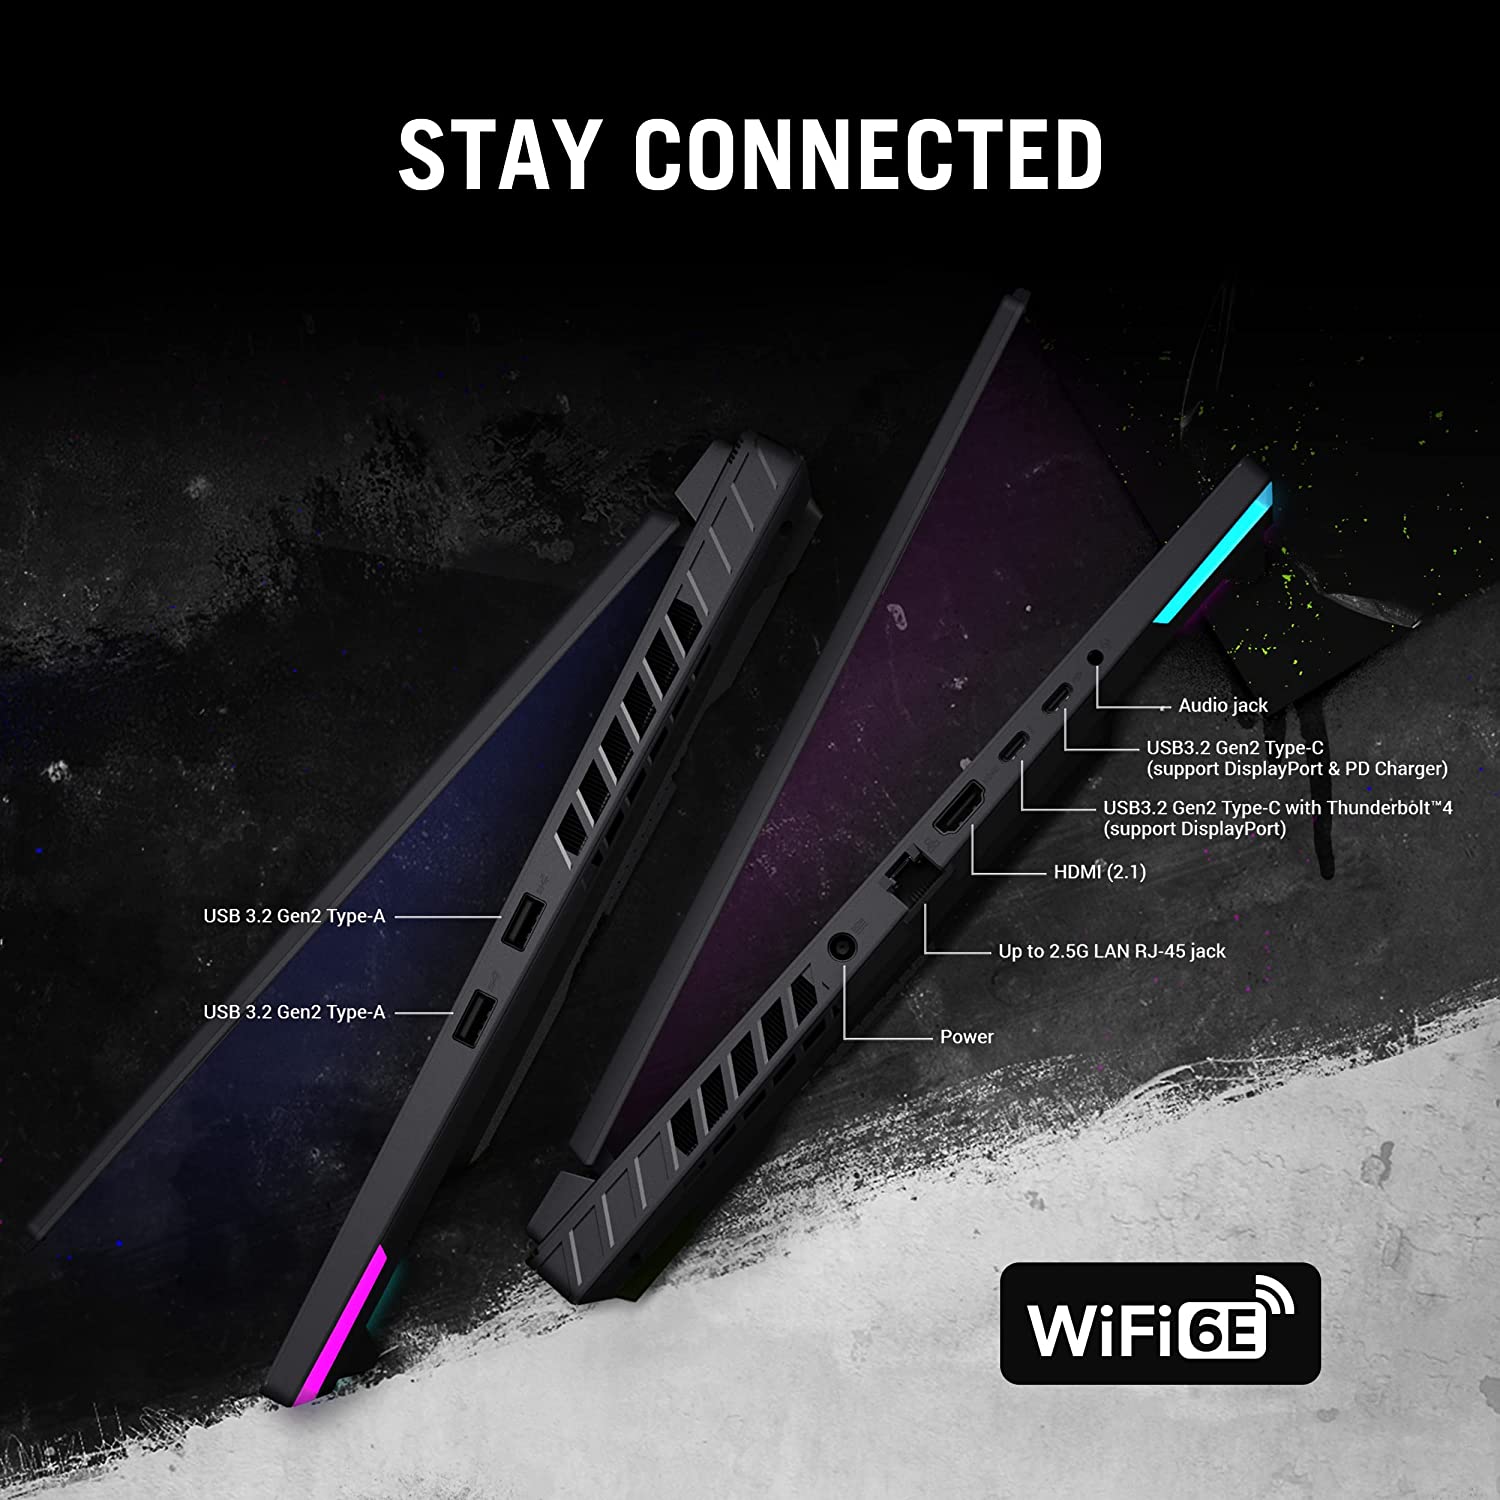 STAY CONNECTED
Audio jack
USB3.2 Gen2 Type-C
(support DisplayPort & PD Charger)
USB3.2 Gen2 Type-C with Thunderbolt™4
(support DisplayPort)
HDMI (2.1)
USB 3.2 Gen2 Type-A
Up to 2.5G LAN RJ-45 jack
USB 3.2 Gen2 Type-A
Power
WiFi 6E